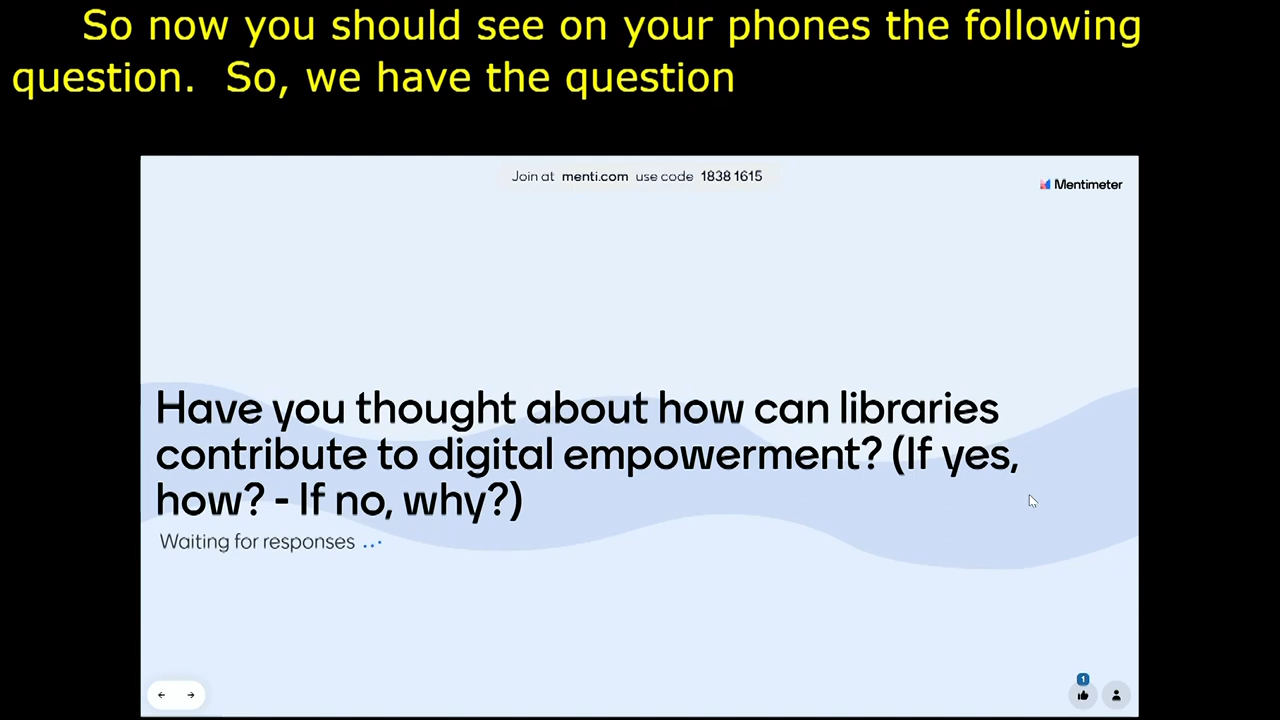 So now you should see on your phones the following
question.  So, we have the question
Join at menti.com use code 1838 1615
Mentimeter
Have you thought about how can libraries
contribute to digital empowerment? (If yes,
how? - If no, why?)
Waiting for responses ...
1